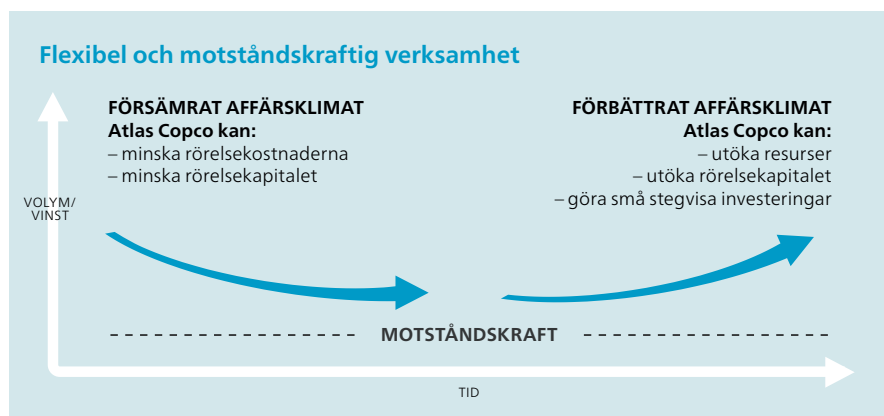 Flexibel och motståndskraftig verksamhet
FÖRSÄMRAT AFFÄRSKLIMAT
Atlas Copco kan:
– minska rörelsekostnaderna
– minska rörelsekapitalet
FÖRBÄTTRAT AFFÄRSKLIMAT
Atlas Copco kan:
– utöka resurser
– utöka rörelsekapitalet
– göra små stegvisa investeringar
VOLYM/
VINST
MOTSTÅNDSKRAFT
TID